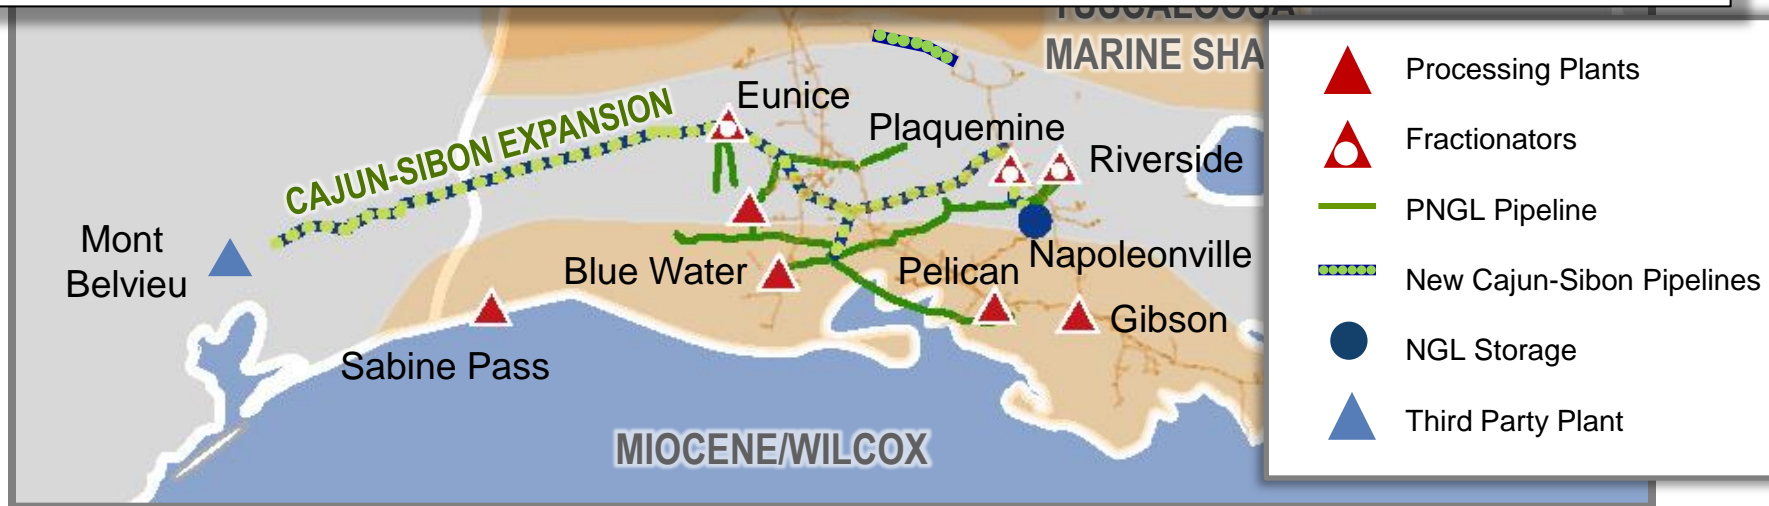 MARINE SHA
Eunice
CAJUN-SIBON EXPANSION
Plaquemine
Riverside
Mont
Belvieu
Blue Water
Pelican
Napoleonville
Gibson
Sabine Pass
MIOCENE/WILCOX
Processing Plants
Fractionators
PNGL Pipeline
New Cajun-Sibon Pipelines
NGL Storage
Third Party Plant